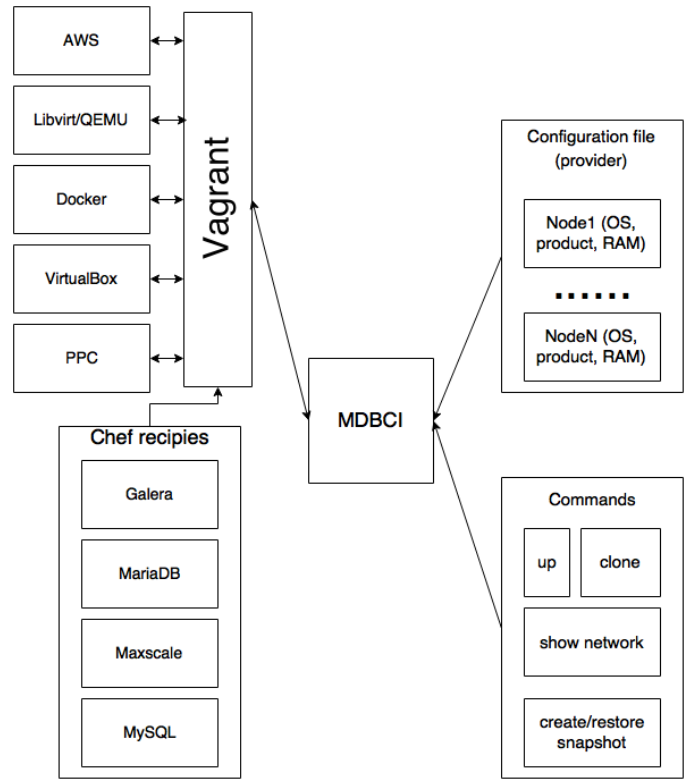 AWS
Libvirt/QEMU
Docker
VirtualBox
PPC
Vagrant
Chef recipies
Galera
MariaDB
Maxscale
MySQL
MDBCI
Configuration file
(provider)
Node1 (OS,
product, RAM)
......
NodeN (OS,
product, RAM)
Commands
up
clone
show network
create/restore
snapshot